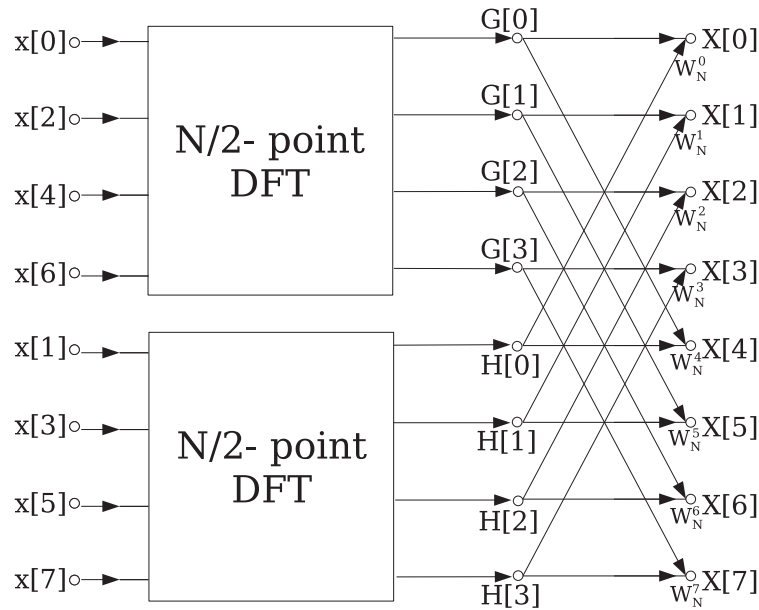 x[0]
x[2]
x[4]
x[6]
N/2- point
DFT
x[1]
x[3]
x[5]
x[7]
N/2- point
DFT
G[0]
G[1]
G[2]
G[3]
H[0]
H[1]
H[2]
H[3]
X[0]
W_N^0
X[1]
W_N^1
X[2]
W_N^2
X[3]
W_N^3
X[4]
W_N^4
X[5]
W_N^5
X[6]
W_N^6
X[7]
W_N^7